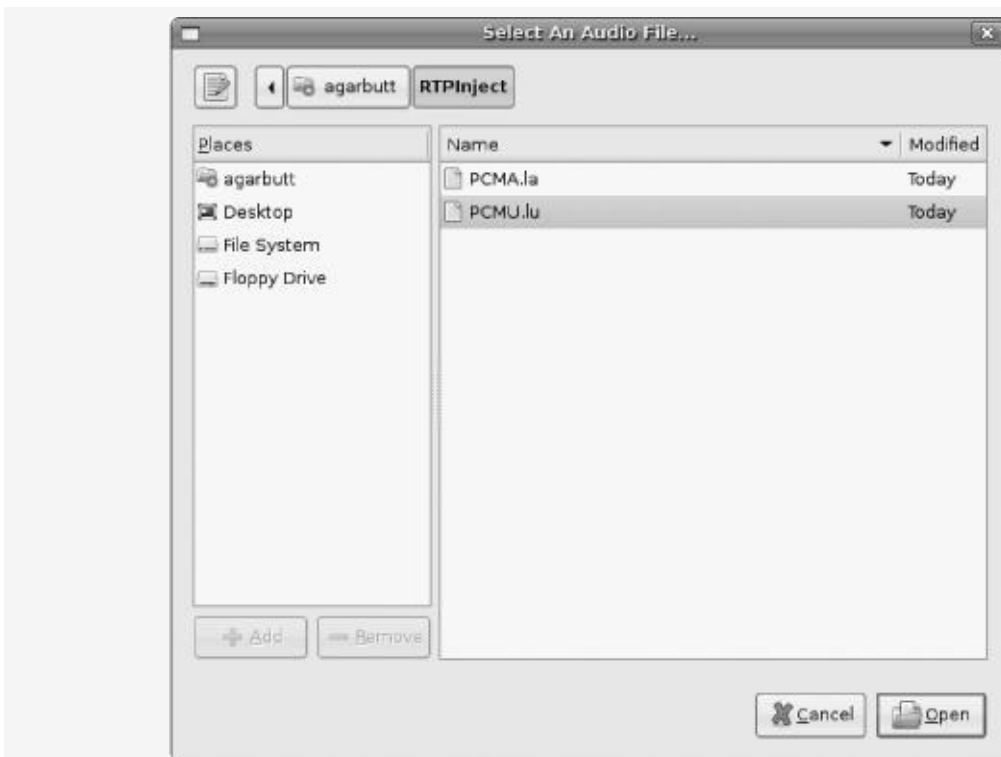 Select An Audio File...
agarbutt RTPInject
Places
agarbutt
Desktop
File System
Floppy Drive
Name Modified
PCMA.la Today
PCMU.lu Today
Add Remove
Cancel Open